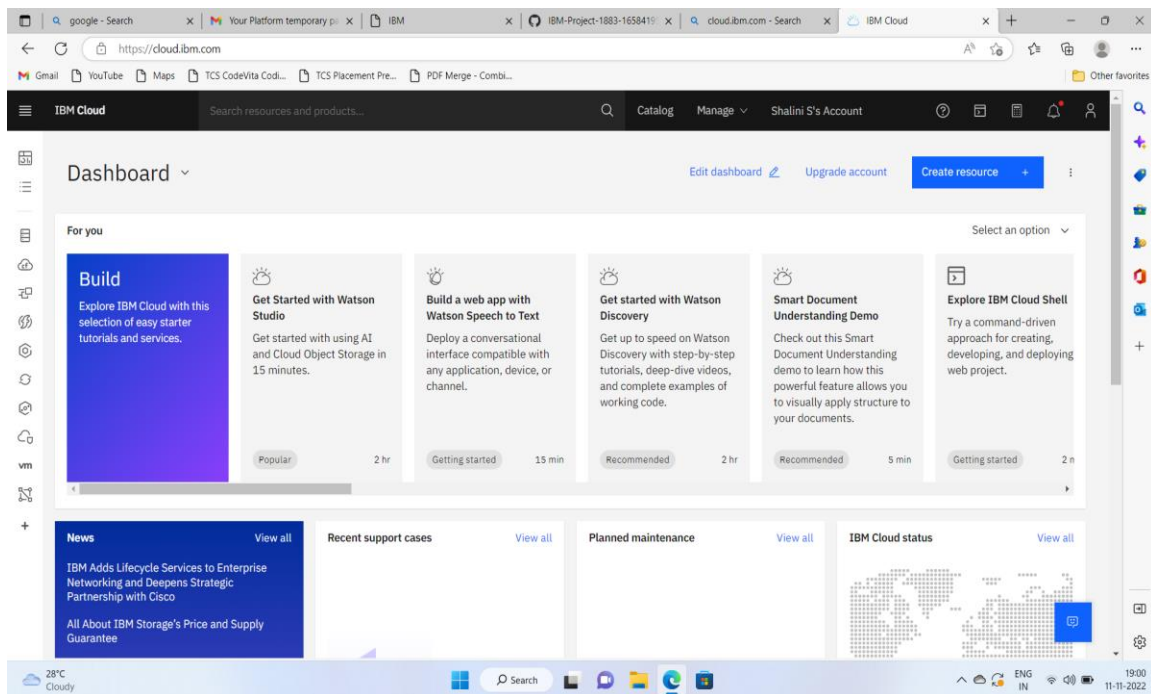 google - Search
Your Platform temporary pa
IBM
IBM-Project-1883-1658419
cloud.ibm.com - Search
IBM Cloud
https://cloud.ibm.com
Gmail YouTube Maps TCS CodeVita Codi... TCS Placement Pre... PDF Merge - Combi... Other favorites
IBM Cloud Search resources and products... Catalog Manage Shalini S's Account
Dashboard Edit dashboard Upgrade account Create resource +
For you Select an option
Build
Explore IBM Cloud with this
selection of easy starter
tutorials and services.
Get Started with Watson
Studio
Get started with using AI
and Cloud Object Storage in
15 minutes.
Popular 2 hr
Build a web app with
Watson Speech to Text
Deploy a conversational
interface compatible with
any application, device, or
channel.
Getting started 15 min
Get started with Watson
Discovery
Get up to speed on Watson
Discovery with step-by-step
tutorials, deep-dive videos,
and complete examples of
working code.
Recommended 2 hr
Smart Document
Understanding Demo
Check out this Smart
Document Understanding
demo to learn how this
powerful feature allows you
to visually apply structure to
your documents.
Recommended 5 min
Explore IBM Cloud Shell
Try a command-driven
approach for creating,
developing, and deploying
web project.
Getting started 2
vm
News View all
IBM Adds Lifecycle Services to Enterprise
Networking and Deepens Strategic
Partnership with Cisco
All About IBM Storage's Price and Supply
Guarantee
Recent support cases View all
Planned maintenance View all
IBM Cloud status View all
28°C
Cloudy
Search
ENG
IN
19:00
11-11-2022